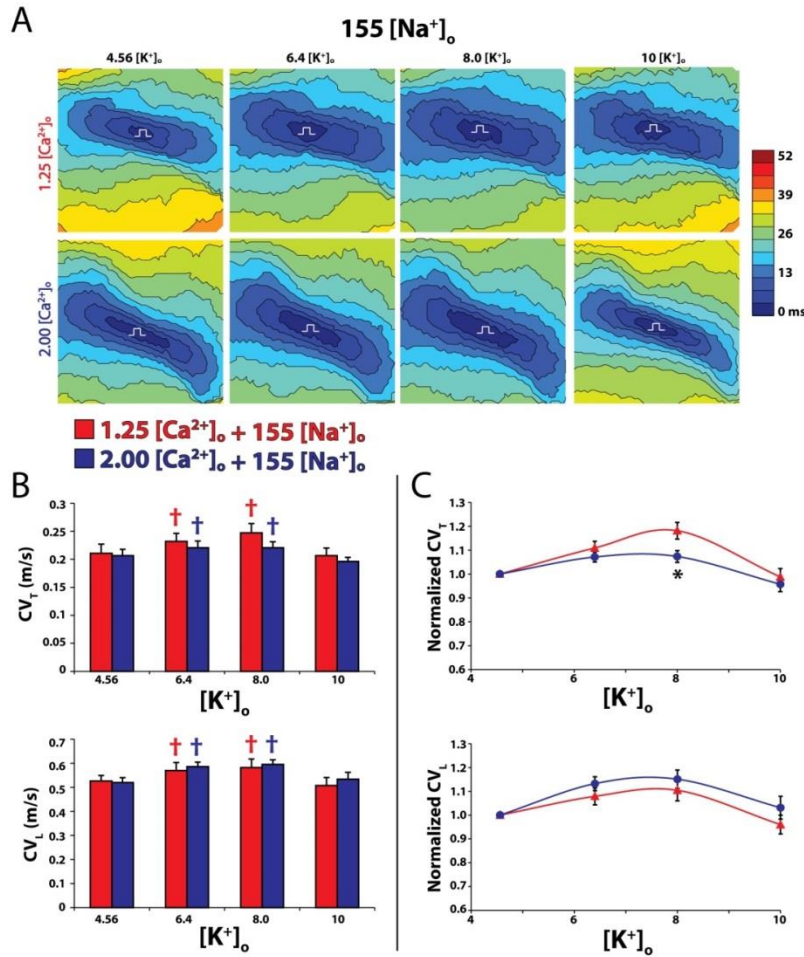 A
155 [Na⁺]ₒ
4.56 [K⁺]ₒ 6.4 [K⁺]ₒ 8.0 [K⁺]ₒ 10 [K⁺]ₒ
1.25 [Ca²⁺]ₒ
2.00 [Ca²⁺]ₒ
52
39
26
13
0 ms
1.25 [Ca²⁺]ₒ + 155 [Na⁺]ₒ
2.00 [Ca²⁺]ₒ + 155 [Na⁺]ₒ
B
CV_T (m/s)
0.3
0.25
0.2
0.15
0.1
0.05
0
† † † †
4.56 6.4 8.0 10
[K⁺]ₒ
CV_L (m/s)
0.7
0.6
0.5
0.4
0.3
0.2
0.1
0
† † † †
4.56 6.4 8.0 10
[K⁺]ₒ
C
Normalized CV_T
1.3
1.2
1.1
1.0
0.9
0.8
0.7
0.6
*
4 6 8 10
[K⁺]ₒ
Normalized CV_L
1.3
1.2
1.1
1.0
0.9
0.8
0.7
0.6
4 6 8 10
[K⁺]ₒ